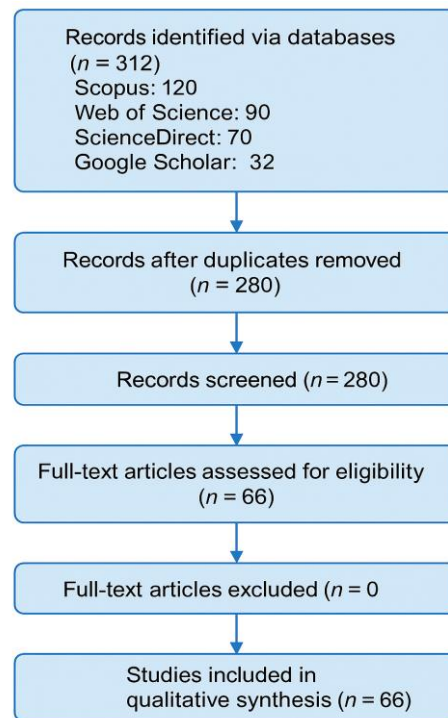 Records identified via databases
(n = 312)
Scopus: 120
Web of Science: 90
ScienceDirect: 70
Google Scholar: 32
Records after duplicates removed
(n = 280)
Records screened (n = 280)
Full-text articles assessed for eligibility
(n = 66)
Full-text articles excluded (n = 0
Studies included in
qualitative synthesis (n = 66)